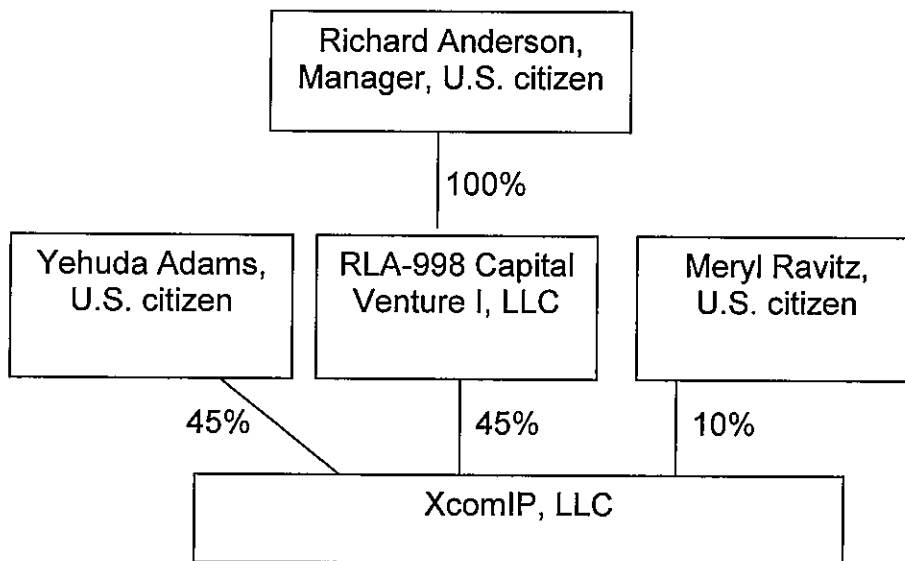 Richard Anderson,
Manager, U.S. citizen
100%
Yehuda Adams,
U.S. citizen
RLA-998 Capital
Venture I, LLC
Meryl Ravitz,
U.S. citizen
45%
45%
10%
XcomIP, LLC